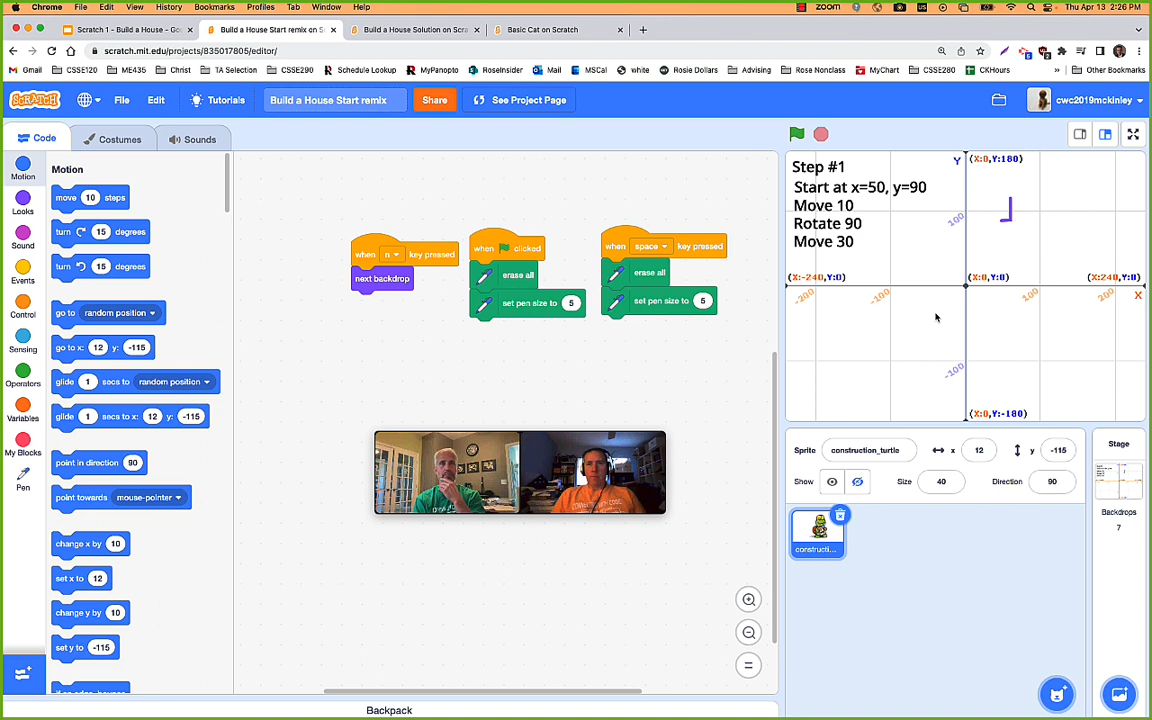 Chrome File Edit View History Bookmarks Profiles Tab Window Help
zoom Thu Apr 13 2:26 PM
Scratch 1 - Build a House - Goo
Build a House Start remix on Sc
Build a House Solution on Scra
Basic Cat on Scratch
scratch.mit.edu/projects/835017805/editor/
Gmail CSSE120 ME435 Christ TA Selection CSSE290 Schedule Lookup MyPanopto RoseInsider Mail MSCal white Rosie Dollars Advising Rose Nonclass MyChart CSSE280 CKHours » Other Bookmarks
SCRATCH File Edit Tutorials Build a House Start remix Share See Project Page cwc2019mckinley
Code Costumes Sounds
Motion
Looks
Sound
Events
Control
Sensing
Operators
Variables
My Blocks
Pen
Motion
move 10 steps
turn 15 degrees
turn 15 degrees
go to random position
go to x: 12 y: -115
glide 1 secs to random position
glide 1 secs to x: 12 y: -115
point in direction 90
point towards mouse-pointer
change x by 10
set x to 12
change y by 10
set y to -115
if on edge, bounce
when n key pressed
next backdrop
when clicked
erase all
set pen size to 5
when space key pressed
erase all
set pen size to 5
Step #1
Start at x=50, y=90
Move 10
Rotate 90
Move 30
Y (X:0,Y:180)
100
(X:-240,Y:0) (X:0,Y:0) (X:240,Y:0)
-200 -100 100 200 X
-100
(X:0,Y:-180)
Sprite construction_turtle x 12 y -115
Show Size 40 Direction 90
constructi...
Stage
Backdrops
7
Backpack